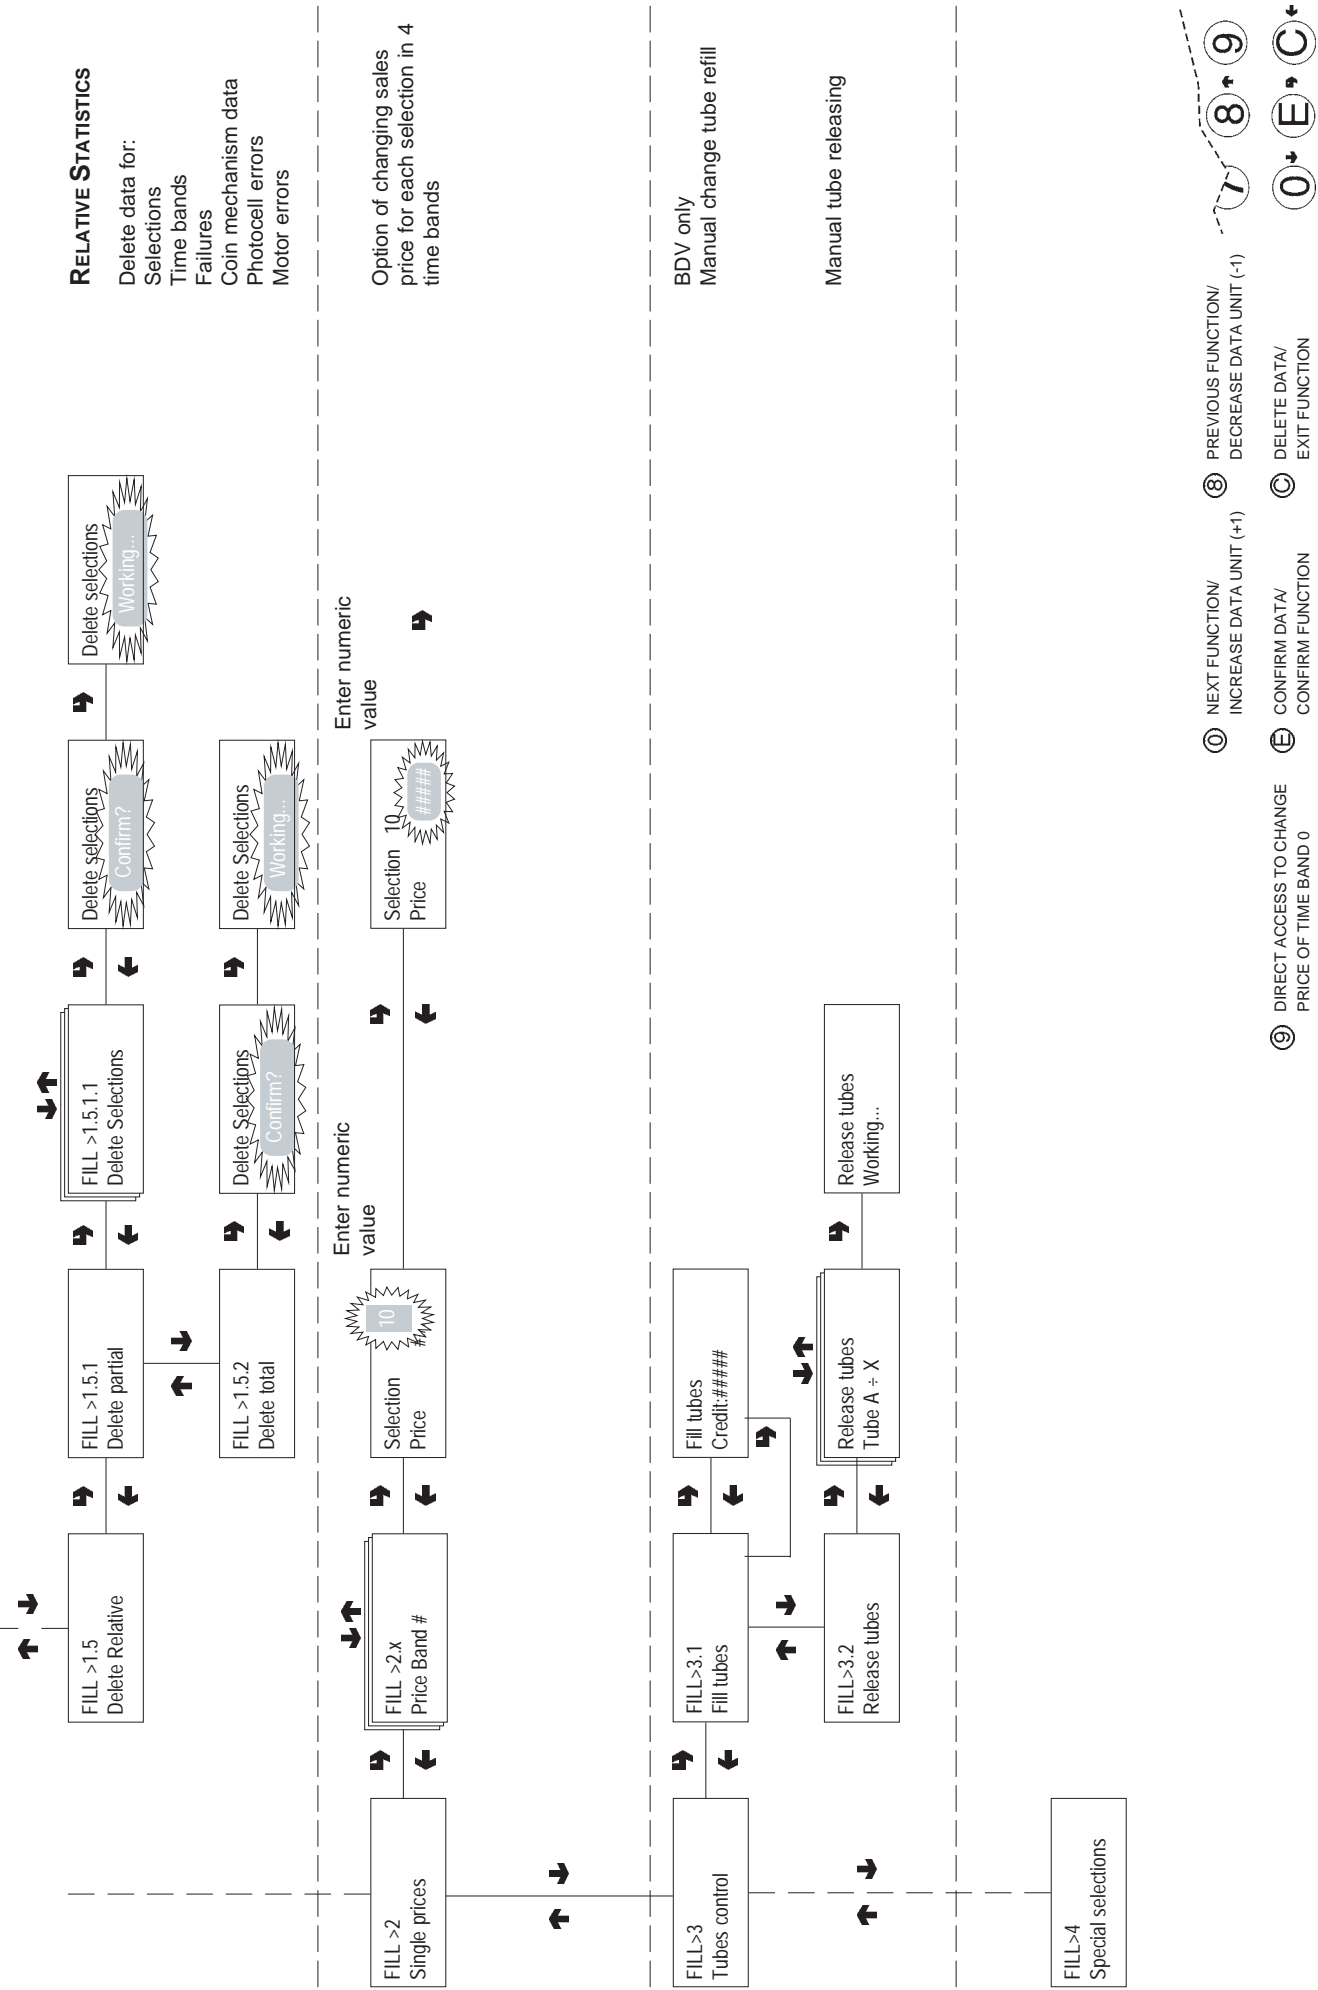 FILL >1.5
Delete Relative
FILL >1.5.1
Delete partial
FILL >1.5.1.1
Delete Selections
Delete selections
Confirm?
Delete selections
Working...
RELATIVE STATISTICS
Delete data for:
Selections
Time bands
Failures
Coin mechanism data
Photocell errors
Motor errors
FILL >1.5.2
Delete total
Delete Selections
Confirm?
Delete Selections
Working...
FILL >2
Single prices
FILL >2.x
Price Band #
Selection 10
Price #
Enter numeric
value
Selection 10
Price #####
Enter numeric
value
Option of changing sales
price for each selection in 4
time bands
FILL>3
Tubes control
FILL>3.1
Fill tubes
Fill tubes
Credit:#####
BDV only
Manual change tube refill
FILL>3.2
Release tubes
Release tubes
Tube A ÷ X
Release tubes
Working...
Manual tube releasing
FILL>4
Special selections
0 NEXT FUNCTION/
INCREASE DATA UNIT (+1)
8 PREVIOUS FUNCTION/
DECREASE DATA UNIT (-1)
9 DIRECT ACCESS TO CHANGE
PRICE OF TIME BAND 0
E CONFIRM DATA/
CONFIRM FUNCTION
C DELETE DATA/
EXIT FUNCTION
7 8 9
0 E C